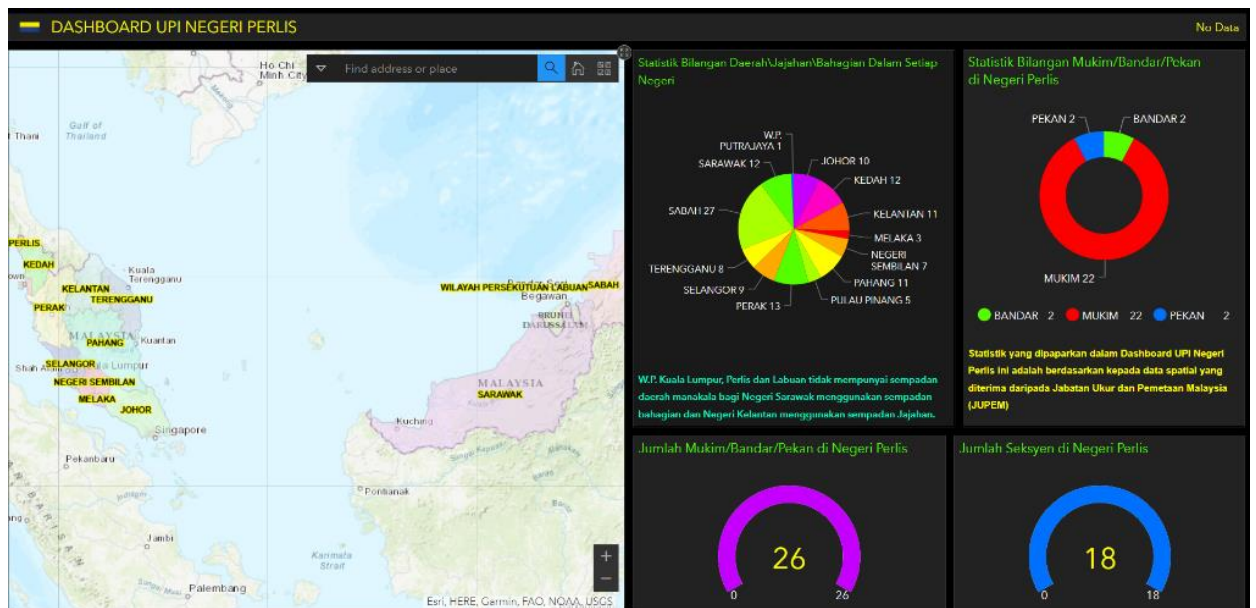 DASHBOARD UPI NEGERI PERLIS
No Data
Find address or place
Ho Chi
Minh City
Gulf of
Thailand
Thani
PERLIS
KEDAH
Kuala
Terengganu
KELANTAN
TERENGGANU
PERAK
MALAYSIA
PAHANG
Kuantan
Shah
SELANGOR
Lumpur
NEGERI SEMBILAN
MELAKA
JOHOR
Singapore
WILAYAH PERSEKUTUAN LABUAN
SABAH
Begawan
BRUNEI
DARUSSALAM
MALAYSIA
SARAWAK
Kuching
Pekanbaru
Pontianak
Jambi
Karimata
Strait
Palembang
+
−
Esri, HERE, Garmin, FAO, NOAA, USGS
Statistik Bilangan Daerah\Jajahan\Bahagian Dalam Setiap
Negeri
W.P.
PUTRAJAYA 1
JOHOR 10
SARAWAK 12
KEDAH 12
SABAH 27
KELANTAN 11
MELAKA 3
NEGERI
SEMBILAN 7
TERENGGANU 8
PAHANG 11
SELANGOR 9
PULAU PINANG 5
PERAK 13
W.P. Kuala Lumpur, Perlis dan Labuan tidak mempunyai sempadan
daerah manakala bagi Negeri Sarawak menggunakan sempadan
bahagian dan Negeri Kelantan menggunakan sempadan Jajahan.
Statistik Bilangan Mukim/Bandar/Pekan
di Negeri Perlis
PEKAN 2
BANDAR 2
MUKIM 22
BANDAR 2 MUKIM 22 PEKAN 2
Statistik yang dipaparkan dalam Dashboard UPI Negeri
Perlis ini adalah berdasarkan kepada data spatial yang
diterima daripada Jabatan Ukur dan Pemetaan Malaysia
(JUPEM)
Jumlah Mukim/Bandar/Pekan di Negeri Perlis
26
0 26
Jumlah Seksyen di Negeri Perlis
18
0 18